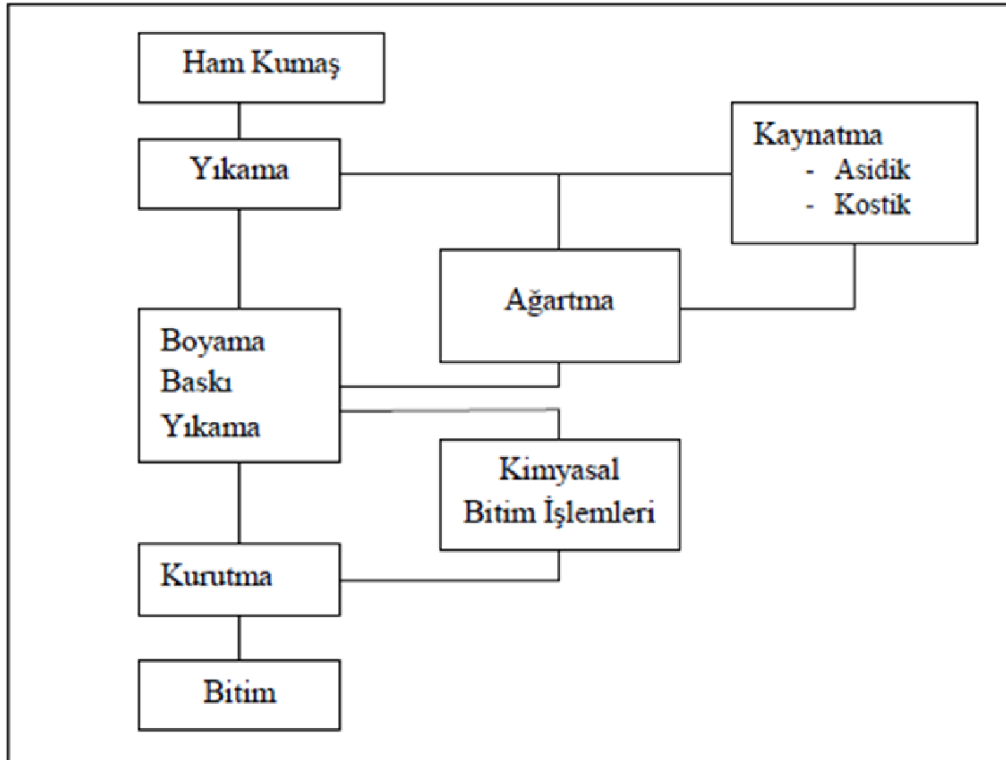 Ham Kumaş
Yıkama
Kaynatma
- Asidik
- Kostik
Ağartma
Boyama
Baskı
Yıkama
Kimyasal
Bitim İşlemleri
Kurutma
Bitim